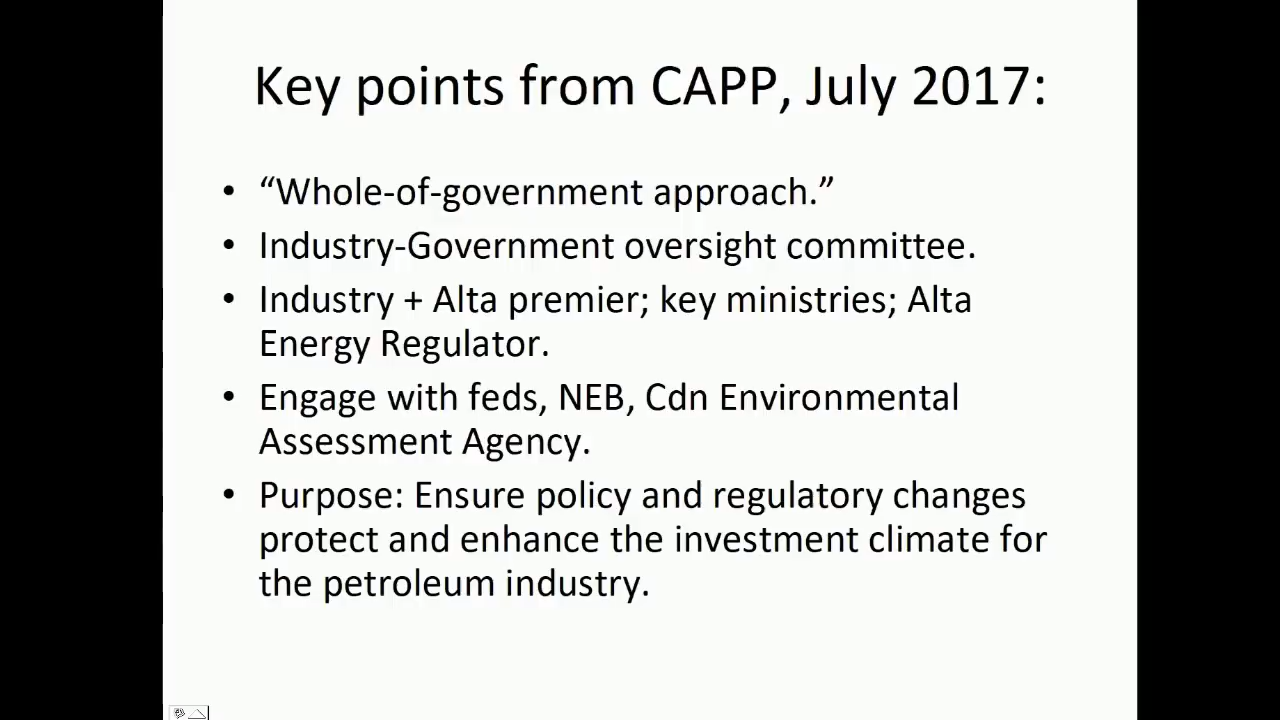 Key points from CAPP, July 2017:
• “Whole-of-government approach.”
• Industry-Government oversight committee.
• Industry + Alta premier; key ministries; Alta
Energy Regulator.
• Engage with feds, NEB, Cdn Environmental
Assessment Agency.
• Purpose: Ensure policy and regulatory changes
protect and enhance the investment climate for
the petroleum industry.